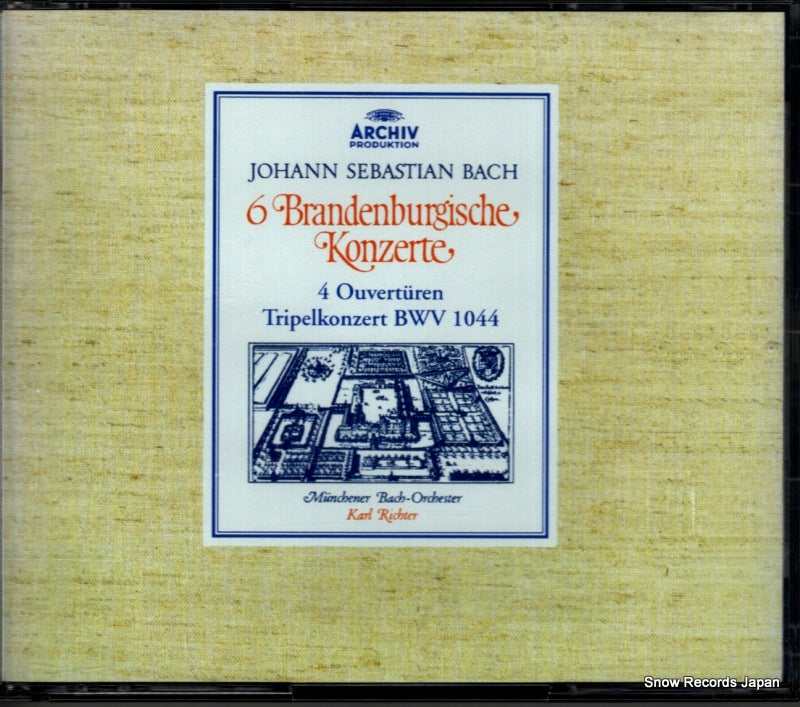 ARCHIV
PRODUKTION
JOHANN SEBASTIAN BACH
6 Brandenburgische
Konzerte
4 Ouvertüren
Tripelkonzert BWV 1044
Münchener Bach-Orchester
Karl Richter
Snow Records Japan